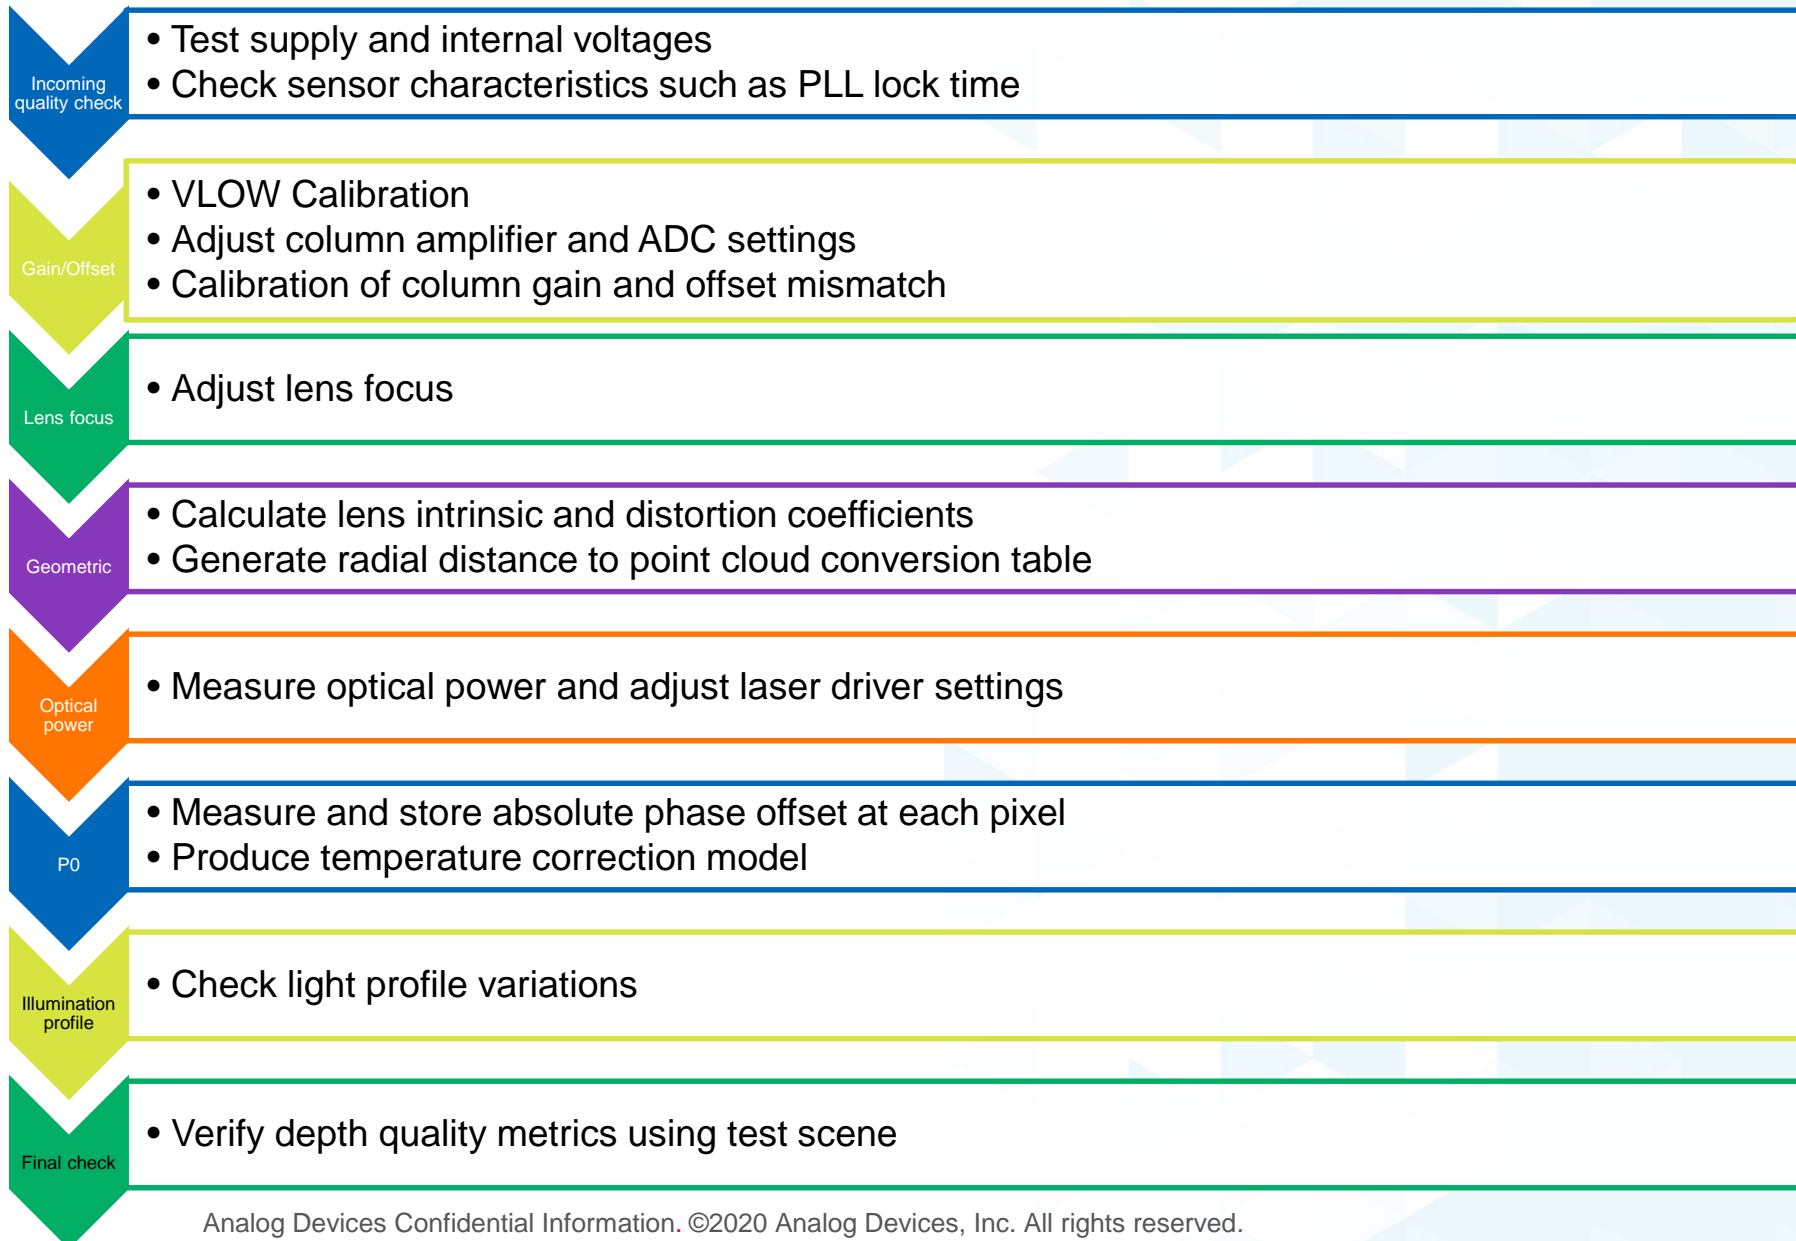 Incoming
quality check
• Test supply and internal voltages
• Check sensor characteristics such as PLL lock time
Gain/Offset
• VLOW Calibration
• Adjust column amplifier and ADC settings
• Calibration of column gain and offset mismatch
Lens focus
• Adjust lens focus
Geometric
• Calculate lens intrinsic and distortion coefficients
• Generate radial distance to point cloud conversion table
Optical
power
• Measure optical power and adjust laser driver settings
P0
• Measure and store absolute phase offset at each pixel
• Produce temperature correction model
Illumination
profile
• Check light profile variations
Final check
• Verify depth quality metrics using test scene
Analog Devices Confidential Information. ©2020 Analog Devices, Inc. All rights reserved.